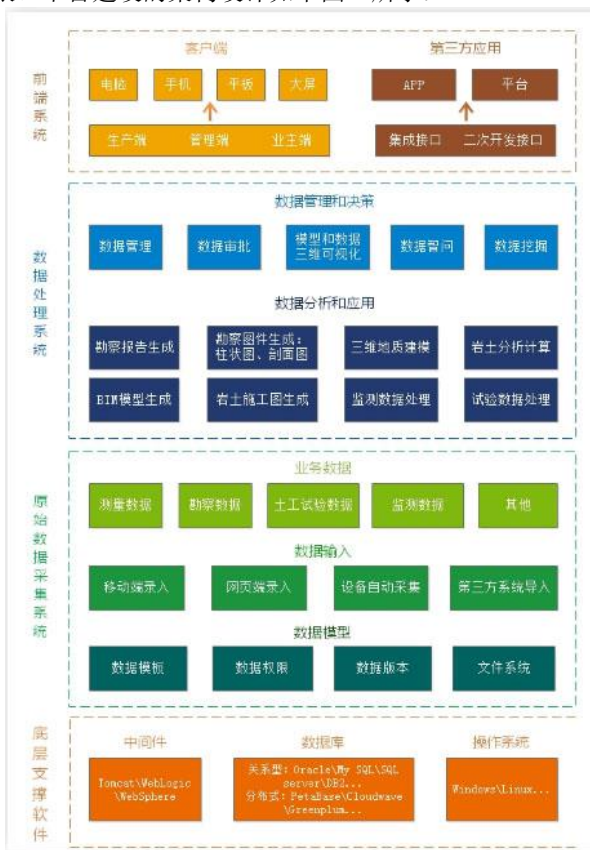 客户端
第三方应用
前端系统
电脑
手机
平板
大屏
APP
平台
生产端
管理端
业主端
集成接口
二次开发接口
数据管理和决策
数据处理系统
数据管理
数据审批
模型和数据
三维可视化
数据智问
数据挖掘
数据分析和应用
勘察报告生成
勘察图件生成:
柱状图、剖面图
三维地质建模
岩土分析计算
BIM模型生成
岩土施工图生成
监测数据处理
试验数据处理
业务数据
原始数据采集系统
测量数据
勘察数据
土工试验数据
监测数据
其他
数据输入
移动端录入
网页端录入
设备自动采集
第三方系统导入
数据模型
数据模板
数据权限
数据版本
文件系统
底层支撑软件
中间件
数据库
操作系统
Tomcat\WebLogic
\WebSphere
关系型: Oracle\My SQL\SQL
server\DB2...
分布式: PetaBase\Cloudwave
\Greenplum...
Windows\Linux...